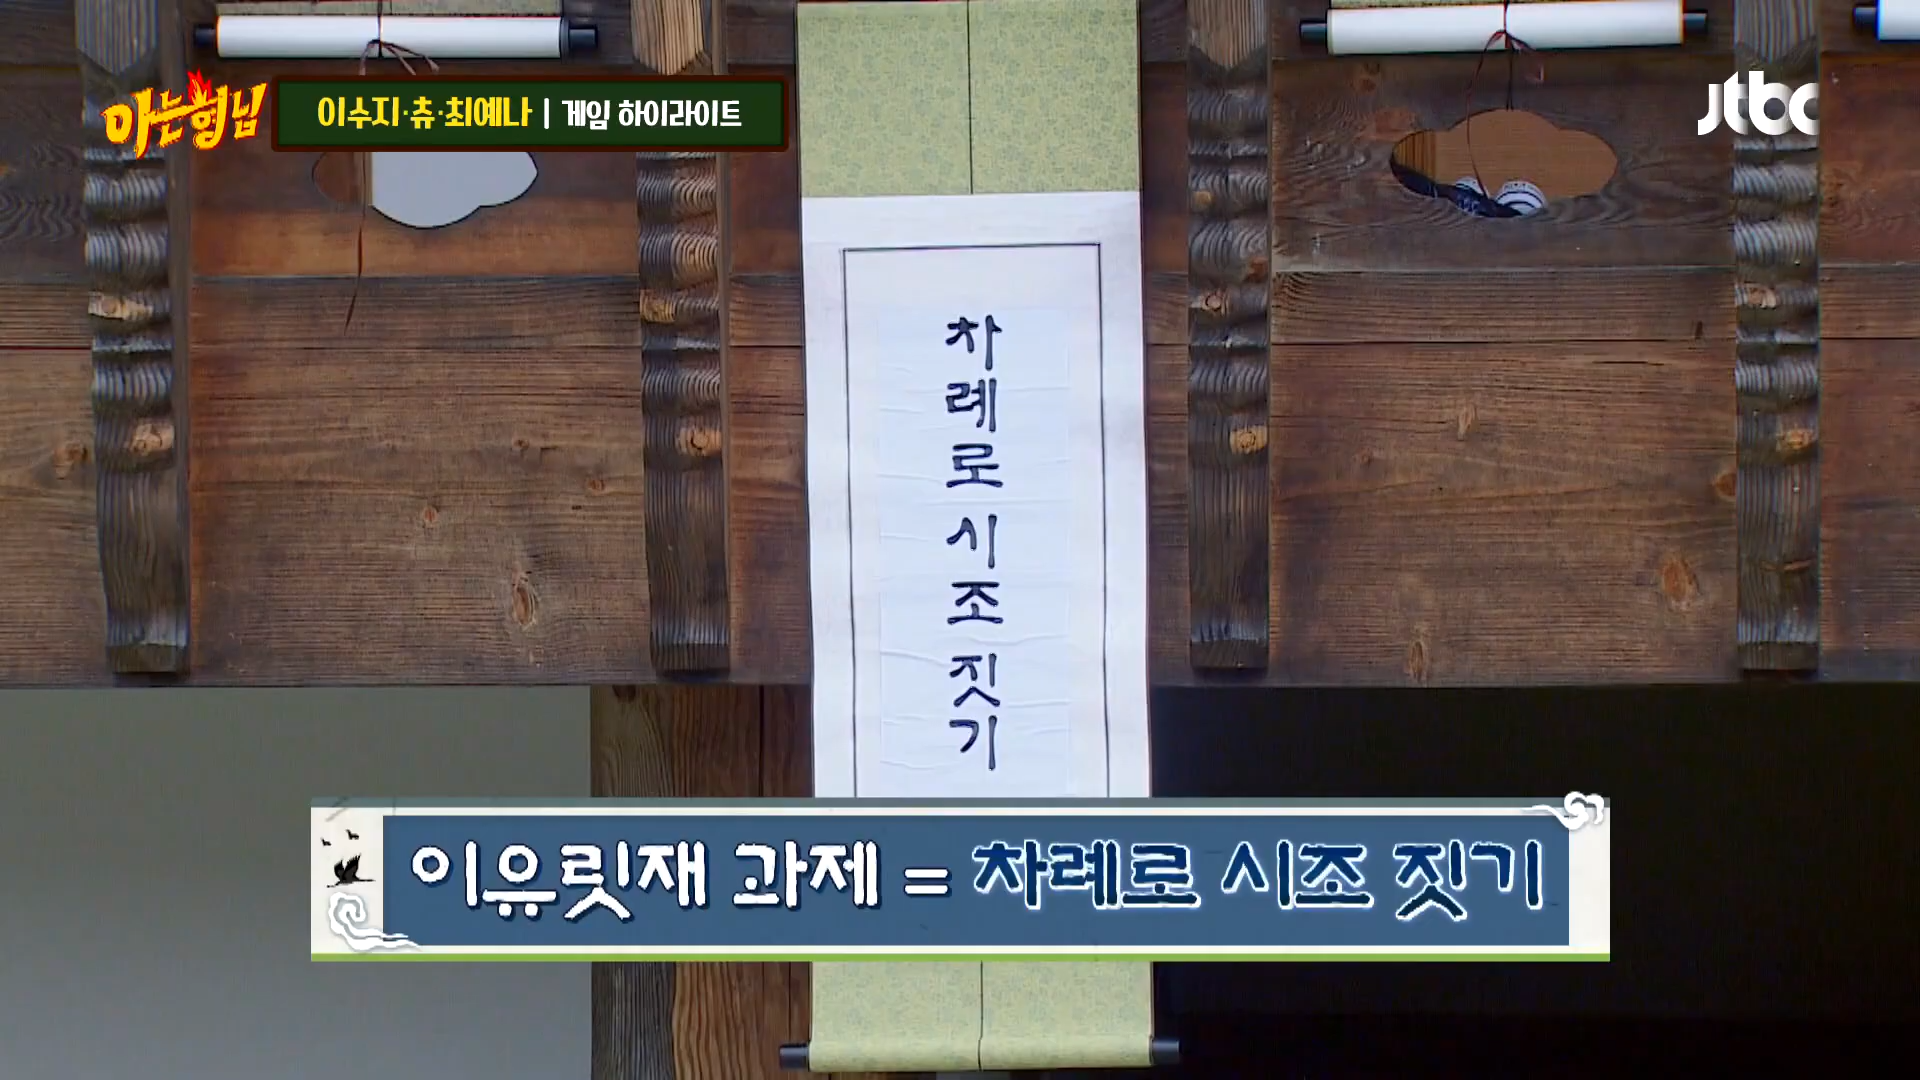 아는형님
이수지·츄·최예나 | 게임 하이라이트
jtbc
차례로 시조 짓기
이유릿재 과제 = 차례로 시조 짓기